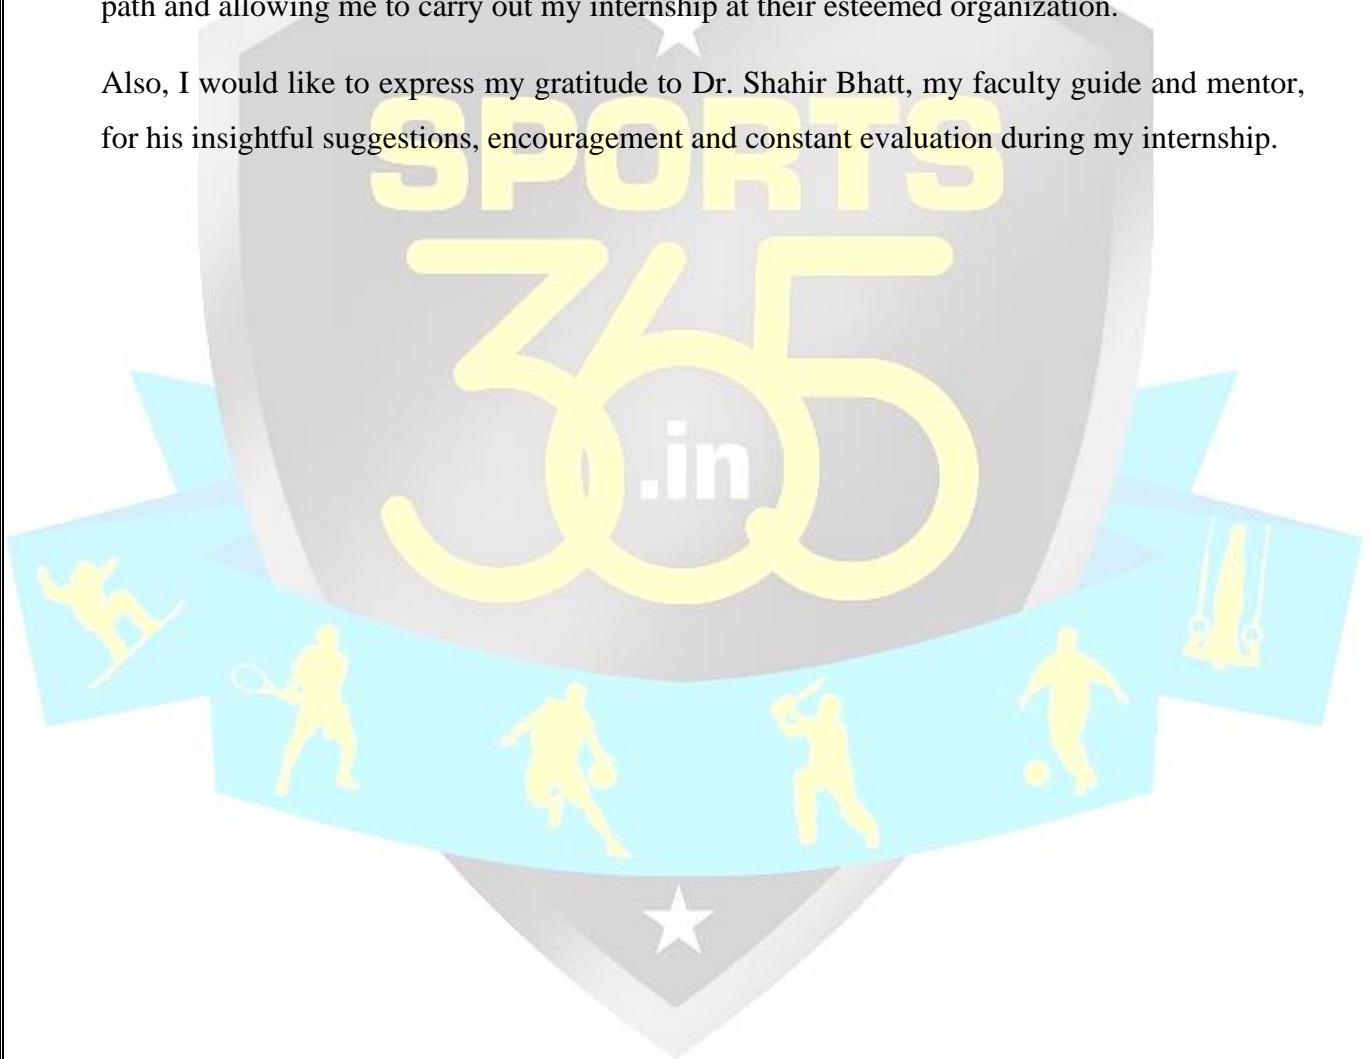 path and allowing me to carry out my internship at their esteemed organization.
Also, I would like to express my gratitude to Dr. Shahir Bhatt, my faculty guide and mentor,
for his insightful suggestions, encouragement and constant evaluation during my internship.
SPORTS
365
.in